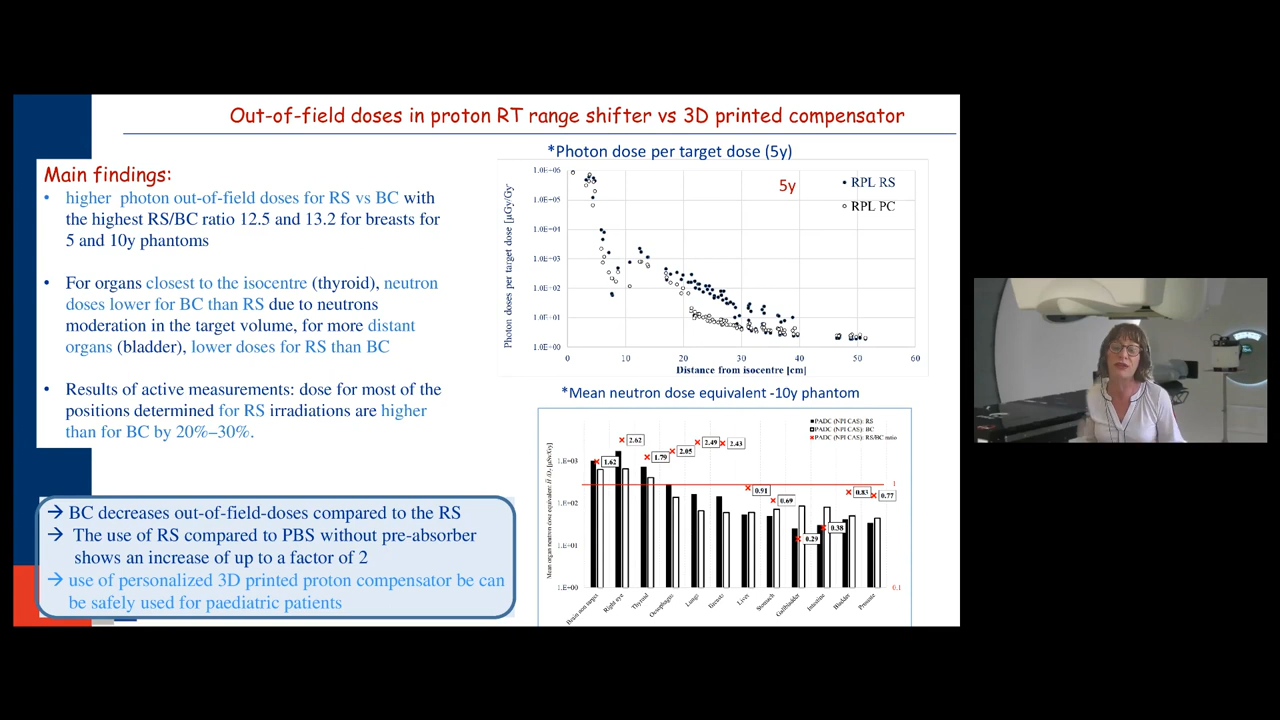 Out-of-field doses in proton RT range shifter vs 3D printed compensator
Main findings:
• higher photon out-of-field doses for RS vs BC with
the highest RS/BC ratio 12.5 and 13.2 for breasts for
5 and 10y phantoms
• For organs closest to the isocentre (thyroid), neutron
doses lower for BC than RS due to neutrons
moderation in the target volume, for more distant
organs (bladder), lower doses for RS than BC
• Results of active measurements: dose for most of the
positions determined for RS irradiations are higher
than for BC by 20%–30%.
→ BC decreases out-of-field-doses compared to the RS
→ The use of RS compared to PBS without pre-absorber
shows an increase of up to a factor of 2
→ use of personalized 3D printed proton compensator be can
be safely used for paediatric patients
*Photon dose per target dose (5y)
5y
RPL RS
RPL PC
Photon doses per target dose [µGy/Gy]
1.0E+06
1.0E+05
1.0E+04
1.0E+03
1.0E+02
1.0E+01
1.0E+00
0 10 20 30 40 50 60
Distance from isocentre [cm]
*Mean neutron dose equivalent -10y phantom
PADC (NPI CAS): RS
PADC (NPI CAS): BC
PADC (NPI CAS): RS/BC ratio
1.E+03
1.E+02
1.E+01
1.E+00
1.62
2.62
1.79
2.05
2.49
2.43
0.91
0.69
0.29
0.38
0.83
0.77
1
0.1
Brain non target
Right eye
Thyroid
Oesophagus
Lungs
Liver
Stomach
Gallbladder
Intestine
Bladder
Prostate